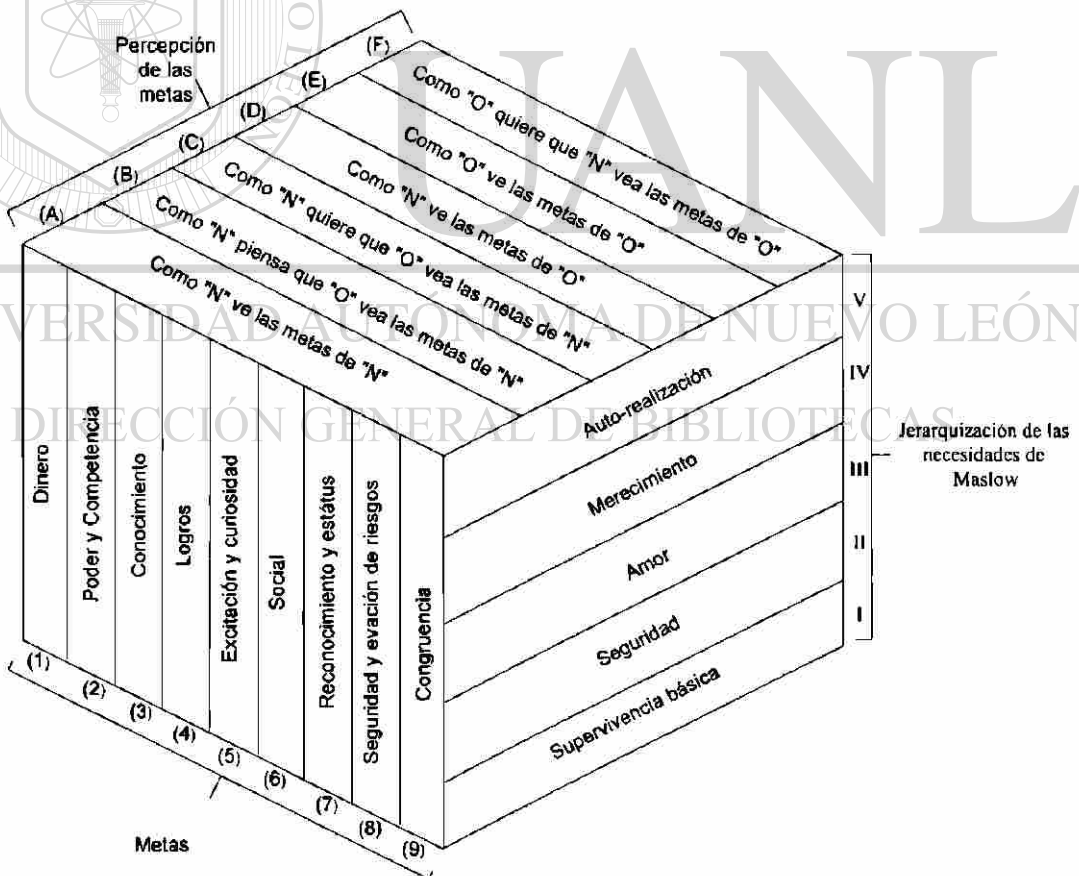 UANL
VERSIDAD AUTÓNOMA DE NUEVO LEÓN
DIRECCIÓN GENERAL DE BIBLIOTECAS
Percepción
de las
metas
(A)
(B)
(C)
(D)
(E)
(F)
Como "O" quiere que "N" vea las metas de "O"
Como "O" ve las metas de "O"
Como "N" ve las metas de "O"
Como "N" quiere que "O" vea las metas de "N"
Como "N" piensa que "O" vea las metas de "N"
Como "N" ve las metas de "N"
Dinero
Poder y Competencia
Conocimiento
Logros
Excitación y curiosidad
Social
Reconocimiento y estátus
Seguridad y evación de riesgos
Congruencia
(1)
(2)
(3)
(4)
(5)
(6)
(7)
(8)
(9)
Metas
Auto-realización
Merecimiento
Amor
Seguridad
Supervivencia básica
V
IV
III
II
I
Jerarquización de las
necesidades de
Maslow